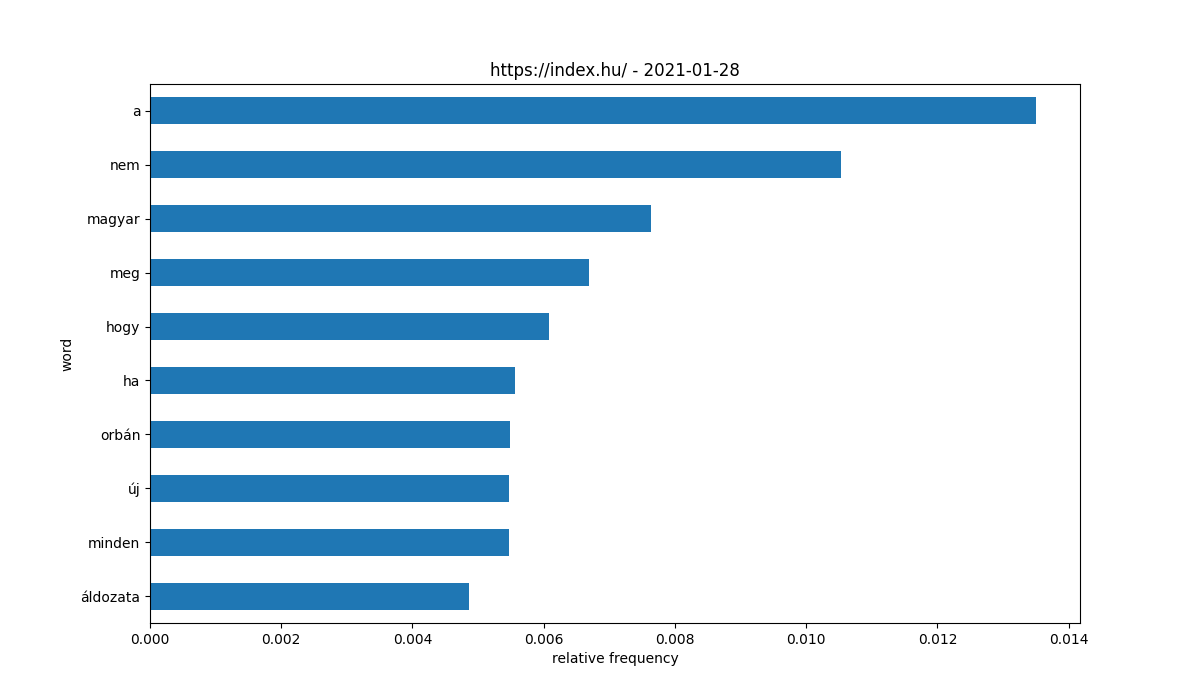 https://index.hu/ - 2021-01-28
a
nem
magyar
meg
hogy
ha
orbán
új
minden
áldozata
word
0.000 0.002 0.004 0.006 0.008 0.010 0.012 0.014
relative frequency